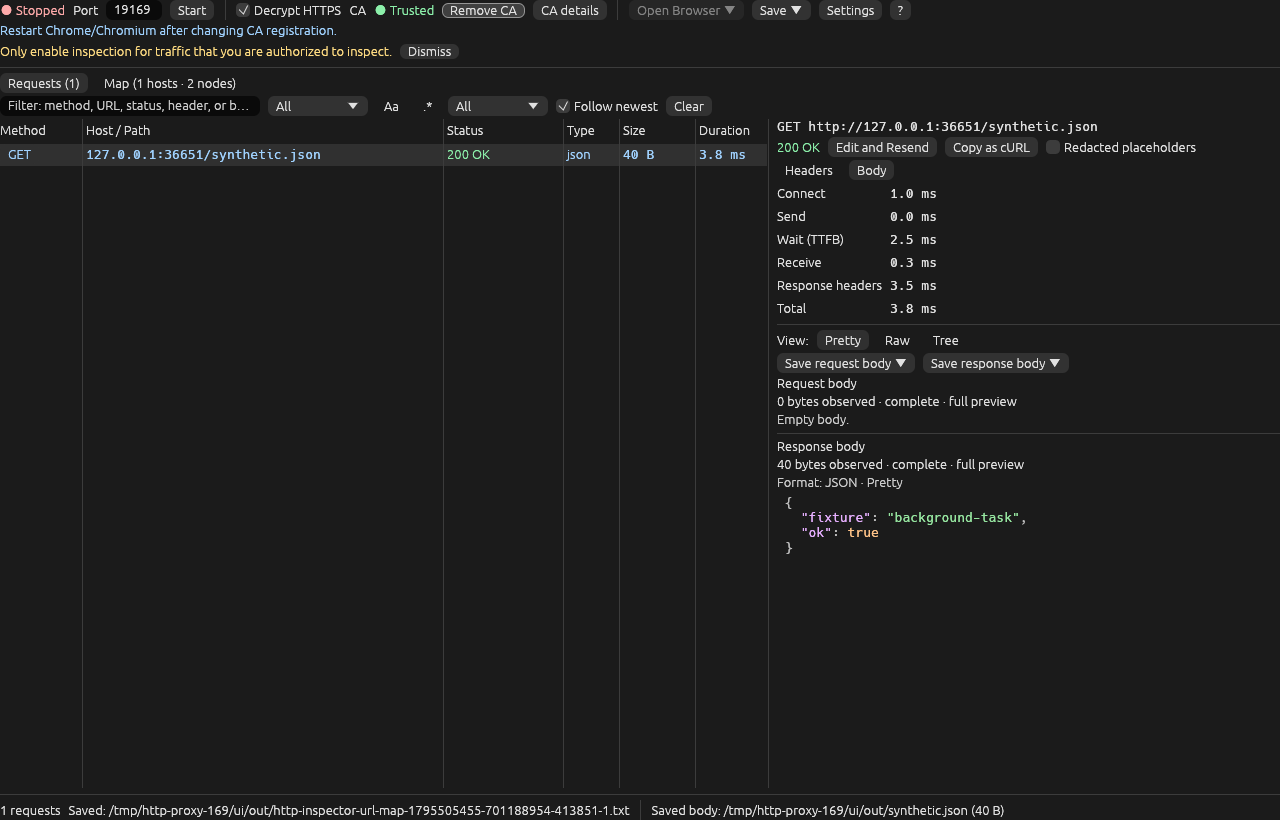 Stopped Port 19169 Start Decrypt HTTPS CA Trusted Remove CA CA details Open Browser ▼ Save ▼ Settings ?
Restart Chrome/Chromium after changing CA registration.
Only enable inspection for traffic that you are authorized to inspect. Dismiss
Requests (1) Map (1 hosts · 2 nodes)
Filter: method, URL, status, header, or b… All ▼ Aa .* All ▼ Follow newest Clear
Method Host / Path Status Type Size Duration
GET 127.0.0.1:36651/synthetic.json 200 OK json 40 B 3.8 ms
GET http://127.0.0.1:36651/synthetic.json
200 OK Edit and Resend Copy as cURL Redacted placeholders
Headers Body
Connect 1.0 ms
Send 0.0 ms
Wait (TTFB) 2.5 ms
Receive 0.3 ms
Response headers 3.5 ms
Total 3.8 ms
View: Pretty Raw Tree
Save request body ▼ Save response body ▼
Request body
0 bytes observed · complete · full preview
Empty body.
Response body
40 bytes observed · complete · full preview
Format: JSON · Pretty
{
"fixture": "background-task",
"ok": true
}
1 requests Saved: /tmp/http-proxy-169/ui/out/http-inspector-url-map-1795505455-701188954-413851-1.txt Saved body: /tmp/http-proxy-169/ui/out/synthetic.json (40 B)